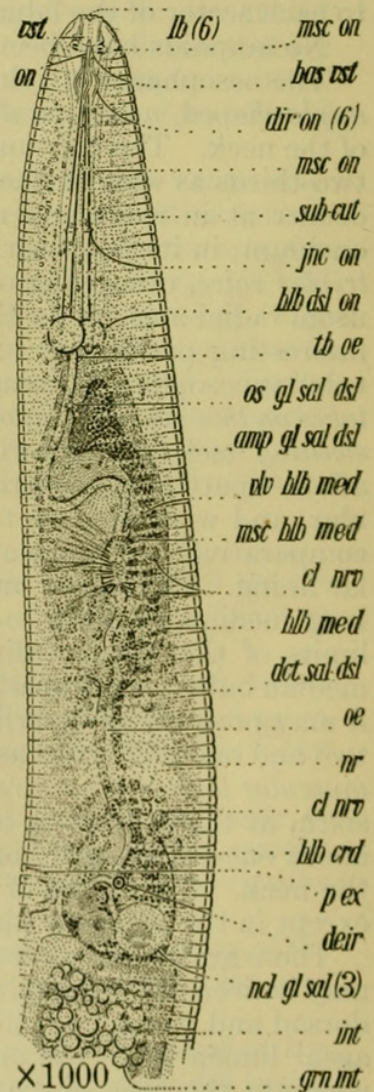 vst lb (6) msc on
on bas vst
dir on (6)
msc on
sub-cut
jnc on
blb dsl on
tb oe
os gl sal dsl
amp gl sal dsl
vlv blb med
msc blb med
cl nrv
blb med
dct sal dsl
oe
nr
cl nrv
blb crd
p ex
deir
ncl gl sal (3)
int
×1000 grn int